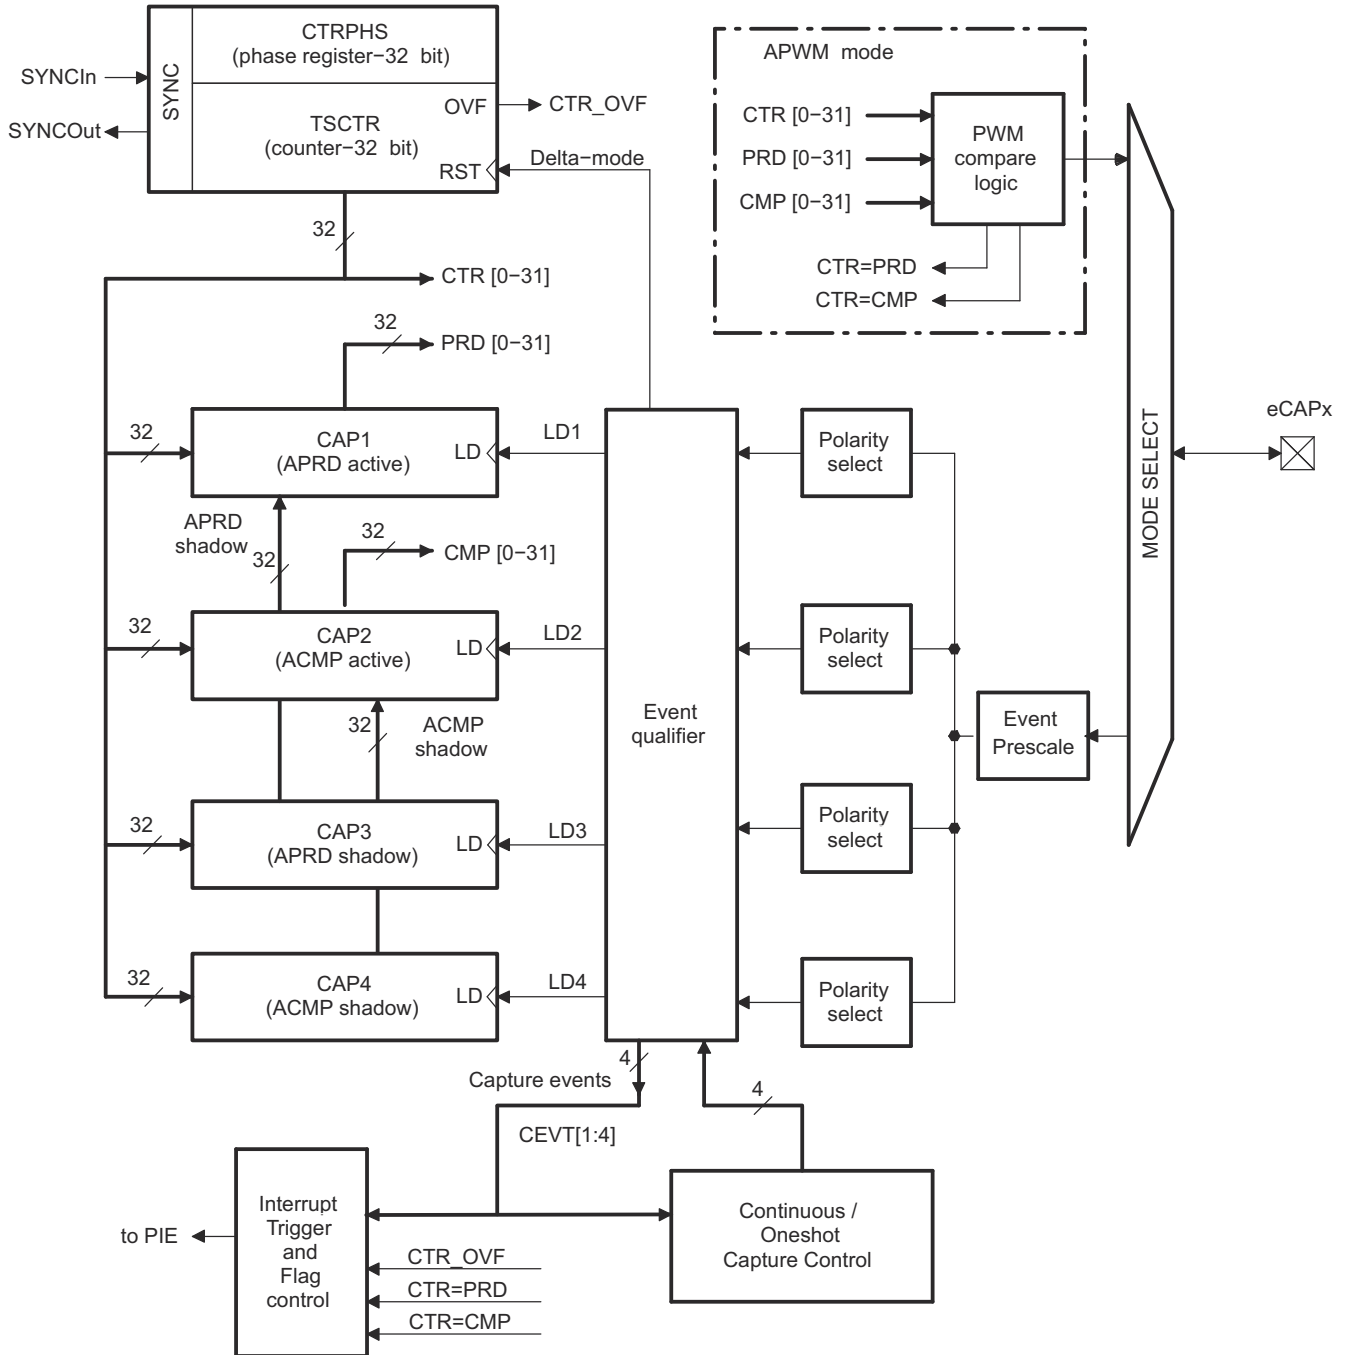 CTRPHS
(phase register−32 bit)
APWM mode
SYNCIn
SYNC
OVF
CTR_OVF
SYNCOut
TSCTR
(counter−32 bit)
RST
Delta−mode
CTR [0−31]
PRD [0−31]
CMP [0−31]
PWM
compare
logic
CTR=PRD
CTR=CMP
32
CTR [0−31]
32
PRD [0−31]
MODE SELECT
eCAPx
32
CAP1
(APRD active)
LD
LD1
Polarity
select
APRD
shadow
32
32
CMP [0−31]
32
CAP2
(ACMP active)
LD
LD2
Polarity
select
32
ACMP
shadow
Event
qualifier
Event
Prescale
32
CAP3
(APRD shadow)
LD
LD3
Polarity
select
32
CAP4
(ACMP shadow)
LD
LD4
Polarity
select
4
Capture events
4
CEVT[1:4]
to PIE
Interrupt
Trigger
and
Flag
control
Continuous /
Oneshot
Capture Control
CTR_OVF
CTR=PRD
CTR=CMP